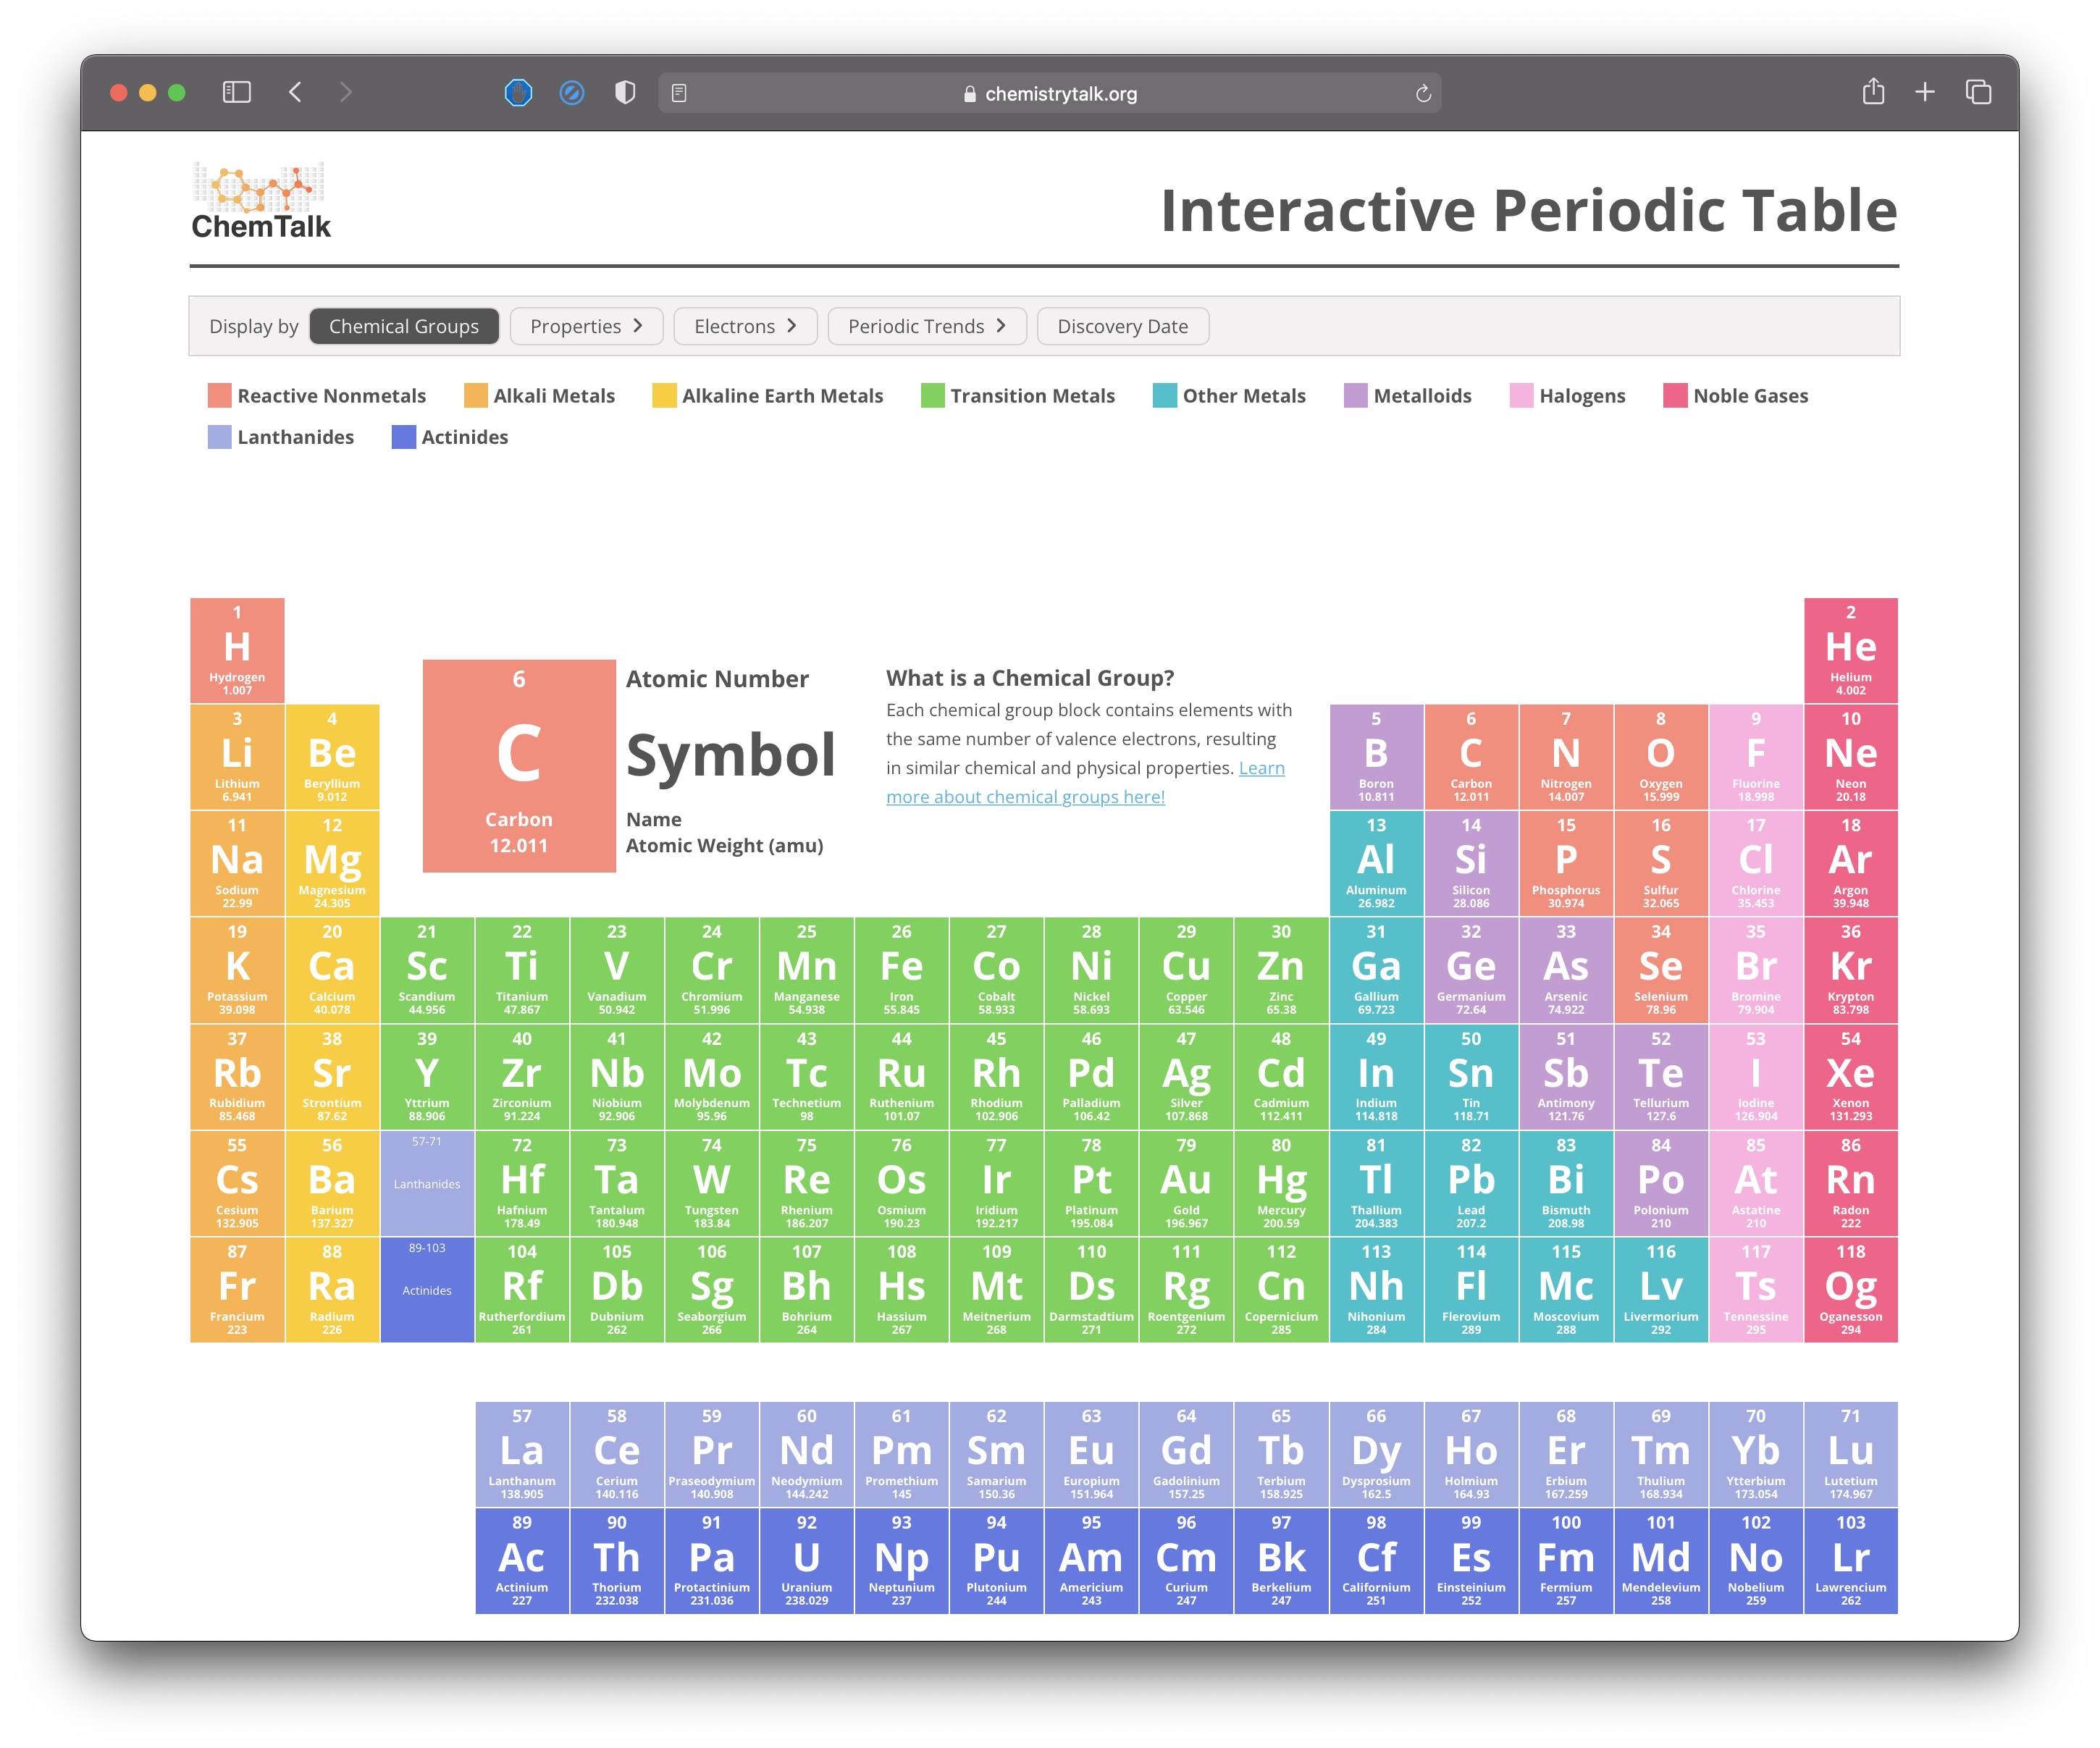 chemistrytalk.org
ChemTalk
Interactive Periodic Table
Display by Chemical Groups Properties Electrons Periodic Trends Discovery Date
Reactive Nonmetals Alkali Metals Alkaline Earth Metals Transition Metals Other Metals Metalloids Halogens Noble Gases
Lanthanides Actinides
1 2
H He
Hydrogen Helium
1.007 4.002
6 Atomic Number
C Symbol
Carbon Name
12.011 Atomic Weight (amu)
What is a Chemical Group?
Each chemical group block contains elements with
the same number of valence electrons, resulting
in similar chemical and physical properties. Learn
more about chemical groups here!
3 4 5 6 7 8 9 10
Li Be B C N O F Ne
Lithium Beryllium Boron Carbon Nitrogen Oxygen Fluorine Neon
6.941 9.012 10.811 12.011 14.007 15.999 18.998 20.18
11 12 13 14 15 16 17 18
Na Mg Al Si P S Cl Ar
Sodium Magnesium Aluminum Silicon Phosphorus Sulfur Chlorine Argon
22.99 24.305 26.982 28.086 30.974 32.065 35.453 39.948
19 20 21 22 23 24 25 26 27 28 29 30 31 32 33 34 35 36
K Ca Sc Ti V Cr Mn Fe Co Ni Cu Zn Ga Ge As Se Br Kr
Potassium Calcium Scandium Titanium Vanadium Chromium Manganese Iron Cobalt Nickel Copper Zinc Gallium Germanium Arsenic Selenium Bromine Krypton
39.098 40.078 44.956 47.867 50.942 51.996 54.938 55.845 58.933 58.693 63.546 65.38 69.723 72.64 74.922 78.96 79.904 83.798
37 38 39 40 41 42 43 44 45 46 47 48 49 50 51 52 53 54
Rb Sr Y Zr Nb Mo Tc Ru Rh Pd Ag Cd In Sn Sb Te I Xe
Rubidium Strontium Yttrium Zirconium Niobium Molybdenum Technetium Ruthenium Rhodium Palladium Silver Cadmium Indium Tin Antimony Tellurium Iodine Xenon
85.468 87.62 88.906 91.224 92.906 95.96 98 101.07 102.906 106.42 107.868 112.411 114.818 118.71 121.76 127.6 126.904 131.293
55 56 57-71 72 73 74 75 76 77 78 79 80 81 82 83 84 85 86
Cs Ba Lanthanides Hf Ta W Re Os Ir Pt Au Hg Tl Pb Bi Po At Rn
Cesium Barium Hafnium Tantalum Tungsten Rhenium Osmium Iridium Platinum Gold Mercury Thallium Lead Bismuth Polonium Astatine Radon
132.905 137.327 178.49 180.948 183.84 186.207 190.23 192.217 195.084 196.967 200.59 204.383 207.2 208.98 210 210 222
87 88 89-103 104 105 106 107 108 109 110 111 112 113 114 115 116 117 118
Fr Ra Actinides Rf Db Sg Bh Hs Mt Ds Rg Cn Nh Fl Mc Lv Ts Og
Francium Radium Rutherfordium Dubnium Seaborgium Bohrium Hassium Meitnerium Darmstadtium Roentgenium Copernicium Nihonium Flerovium Moscovium Livermorium Tennessine Oganesson
223 226 261 262 266 264 267 268 271 272 285 284 289 288 292 295 294
57 58 59 60 61 62 63 64 65 66 67 68 69 70 71
La Ce Pr Nd Pm Sm Eu Gd Tb Dy Ho Er Tm Yb Lu
Lanthanum Cerium Praseodymium Neodymium Promethium Samarium Europium Gadolinium Terbium Dysprosium Holmium Erbium Thulium Ytterbium Lutetium
138.905 140.116 140.908 144.242 145 150.36 151.964 157.25 158.925 162.5 164.93 167.259 168.934 173.054 174.967
89 90 91 92 93 94 95 96 97 98 99 100 101 102 103
Ac Th Pa U Np Pu Am Cm Bk Cf Es Fm Md No Lr
Actinium Thorium Protactinium Uranium Neptunium Plutonium Americium Curium Berkelium Californium Einsteinium Fermium Mendelevium Nobelium Lawrencium
227 232.038 231.036 238.029 237 244 243 247 247 251 252 257 258 259 262